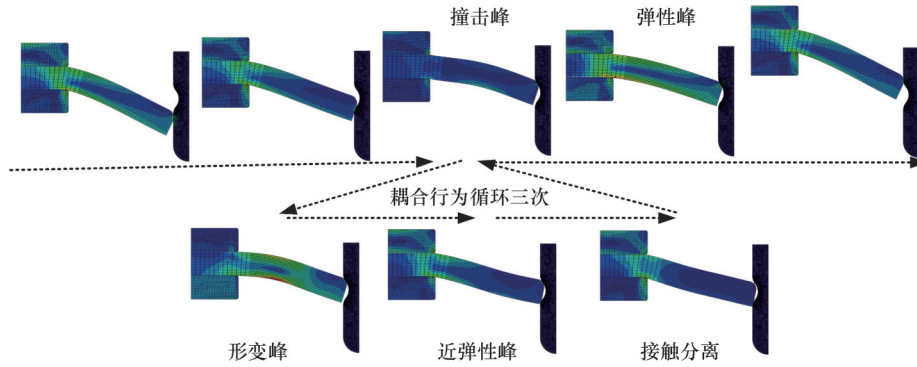 撞击峰
弹性峰
耦合行为循环三次
形变峰
近弹性峰
接触分离